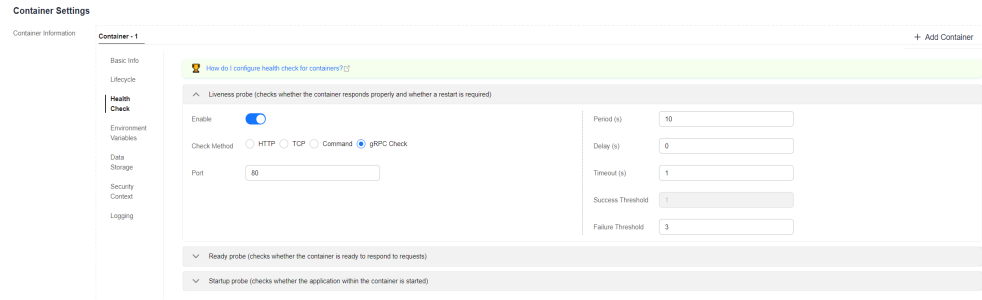 Container Settings
Container Information
Container - 1
+ Add Container
Basic Info
Lifecycle
Health
Check
Environment
Variables
Data
Storage
Security
Context
Logging
How do I configure health check for containers?
Liveness probe (checks whether the container responds properly and whether a restart is required)
Enable
Check Method
HTTP
TCP
Command
gRPC Check
Port
80
Period (s)
10
Delay (s)
0
Timeout (s)
1
Success Threshold
1
Failure Threshold
3
Ready probe (checks whether the container is ready to respond to requests)
Startup probe (checks whether the application within the container is started)